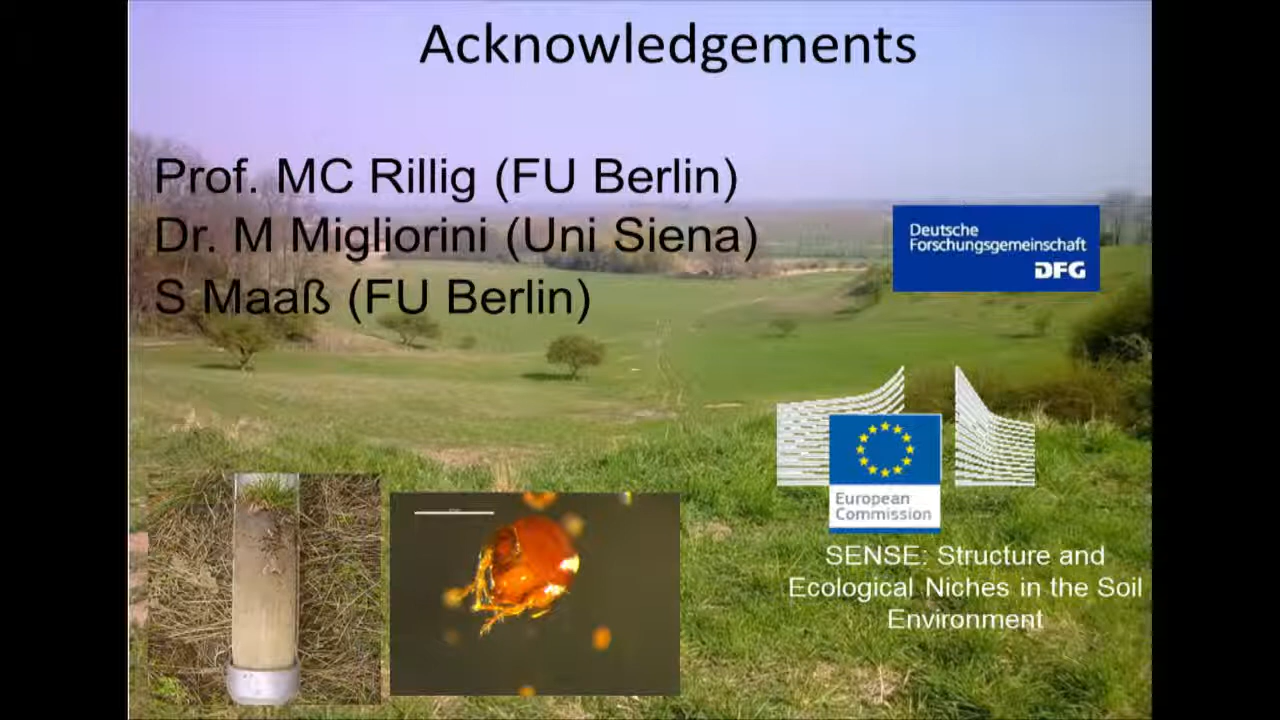 Acknowledgements
Prof. MC Rillig (FU Berlin)
Dr. M Migliorini (Uni Siena)
S Maaß (FU Berlin)
Deutsche
Forschungsgemeinschaft
DFG
European
Commission
SENSE: Structure and
Ecological Niches in the Soil
Environment